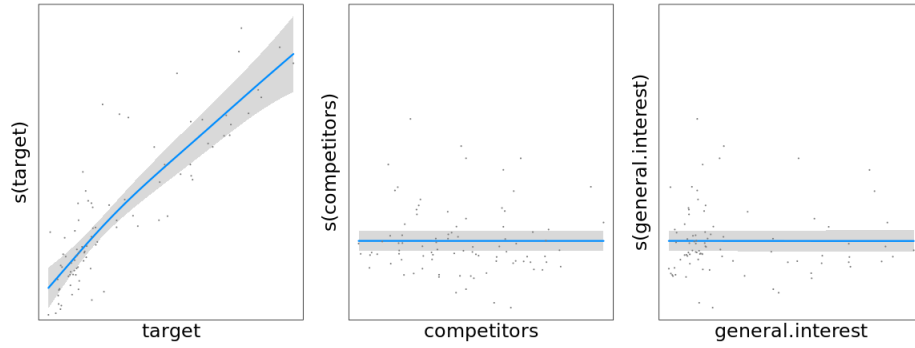 s(target)
target
s(competitors)
competitors
s(general.interest)
general.interest